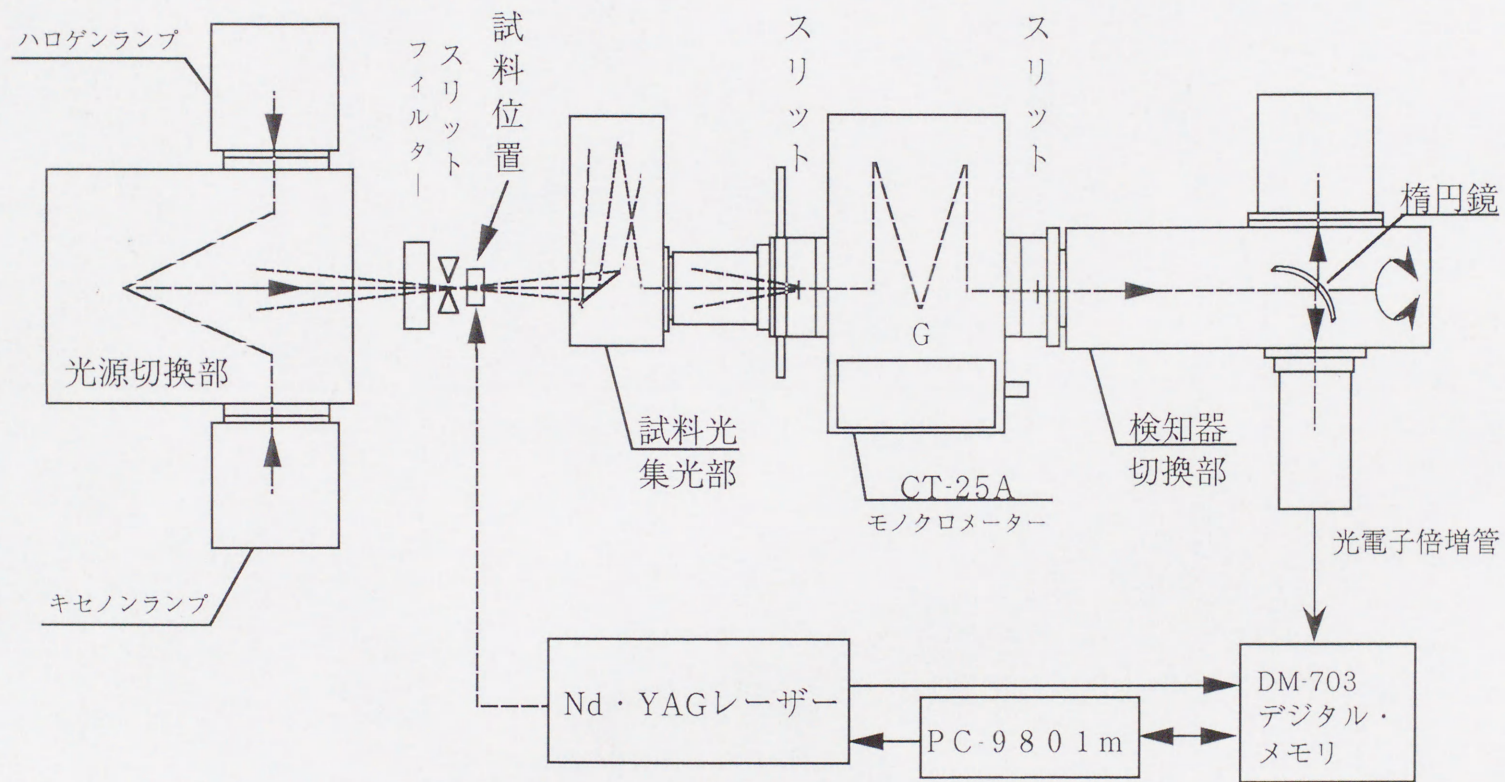 ハロゲンランプ
フィルター
スリット
試料位置
スリット
スリット
楕円鏡
光源切換部
G
試料光
集光部
CT-25A
モノクロメーター
検知器
切換部
光電子倍増管
キセノンランプ
Nd・YAGレーザー
PC-9801m
DM-703
デジタル・
メモリ